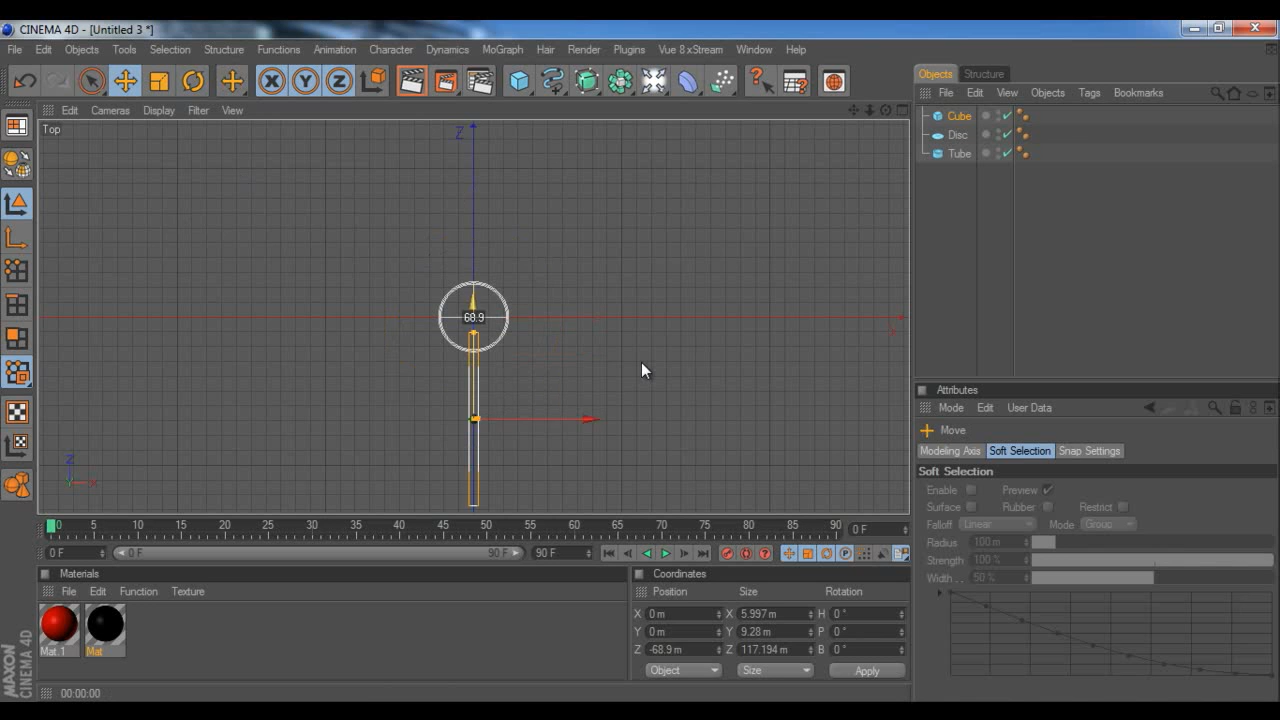 CINEMA 4D - [Untitled 3 *]
File Edit Objects Tools Selection Structure Functions Animation Character Dynamics MoGraph Hair Render Plugins Vue 8 xStream Window Help
X Y Z
Objects Structure
File Edit View Objects Tags Bookmarks
Edit Cameras Display Filter View
Top
Z
Cube
Disc
Tube
68.9
Z
X
Attributes
Mode Edit User Data
Move
Modeling Axis Soft Selection Snap Settings
Soft Selection
Enable Preview
Surface Rubber Restrict
Falloff Linear Mode Group
Radius 100 m
Strength 100 %
Width . . 50 %
0 5 10 15 20 25 30 35 40 45 50 55 60 65 70 75 80 85 90 0 F
0 F 0 F 90 F 90 F
Materials
File Edit Function Texture
Mat.1 Mat
Coordinates
Position Size Rotation
X 0 m X 5.997 m H 0 °
Y 0 m Y 9.28 m P 0 °
Z -68.9 m Z 117.194 m B 0 °
Object Size Apply
MAXON
CINEMA 4D
00:00:00